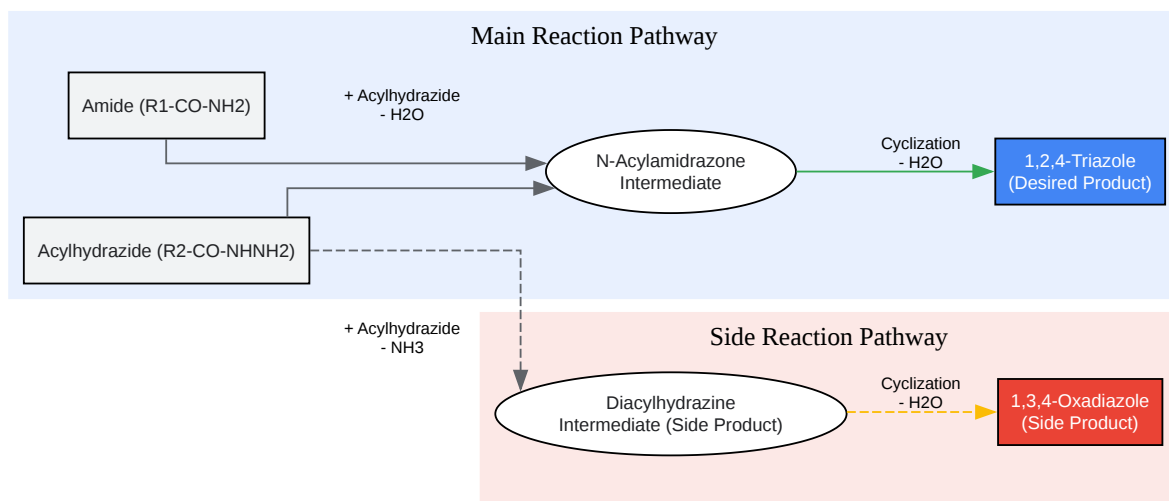 Main Reaction Pathway
Amide (R1-CO-NH2)
+ Acylhydrazide
- H2O
N-Acylamidrazone
Intermediate
Cyclization
- H2O
1,2,4-Triazole
(Desired Product)
Acylhydrazide (R2-CO-NHNH2)
+ Acylhydrazide
- NH3
Side Reaction Pathway
Diacylhydrazine
Intermediate (Side Product)
Cyclization
- H2O
1,3,4-Oxadiazole
(Side Product)